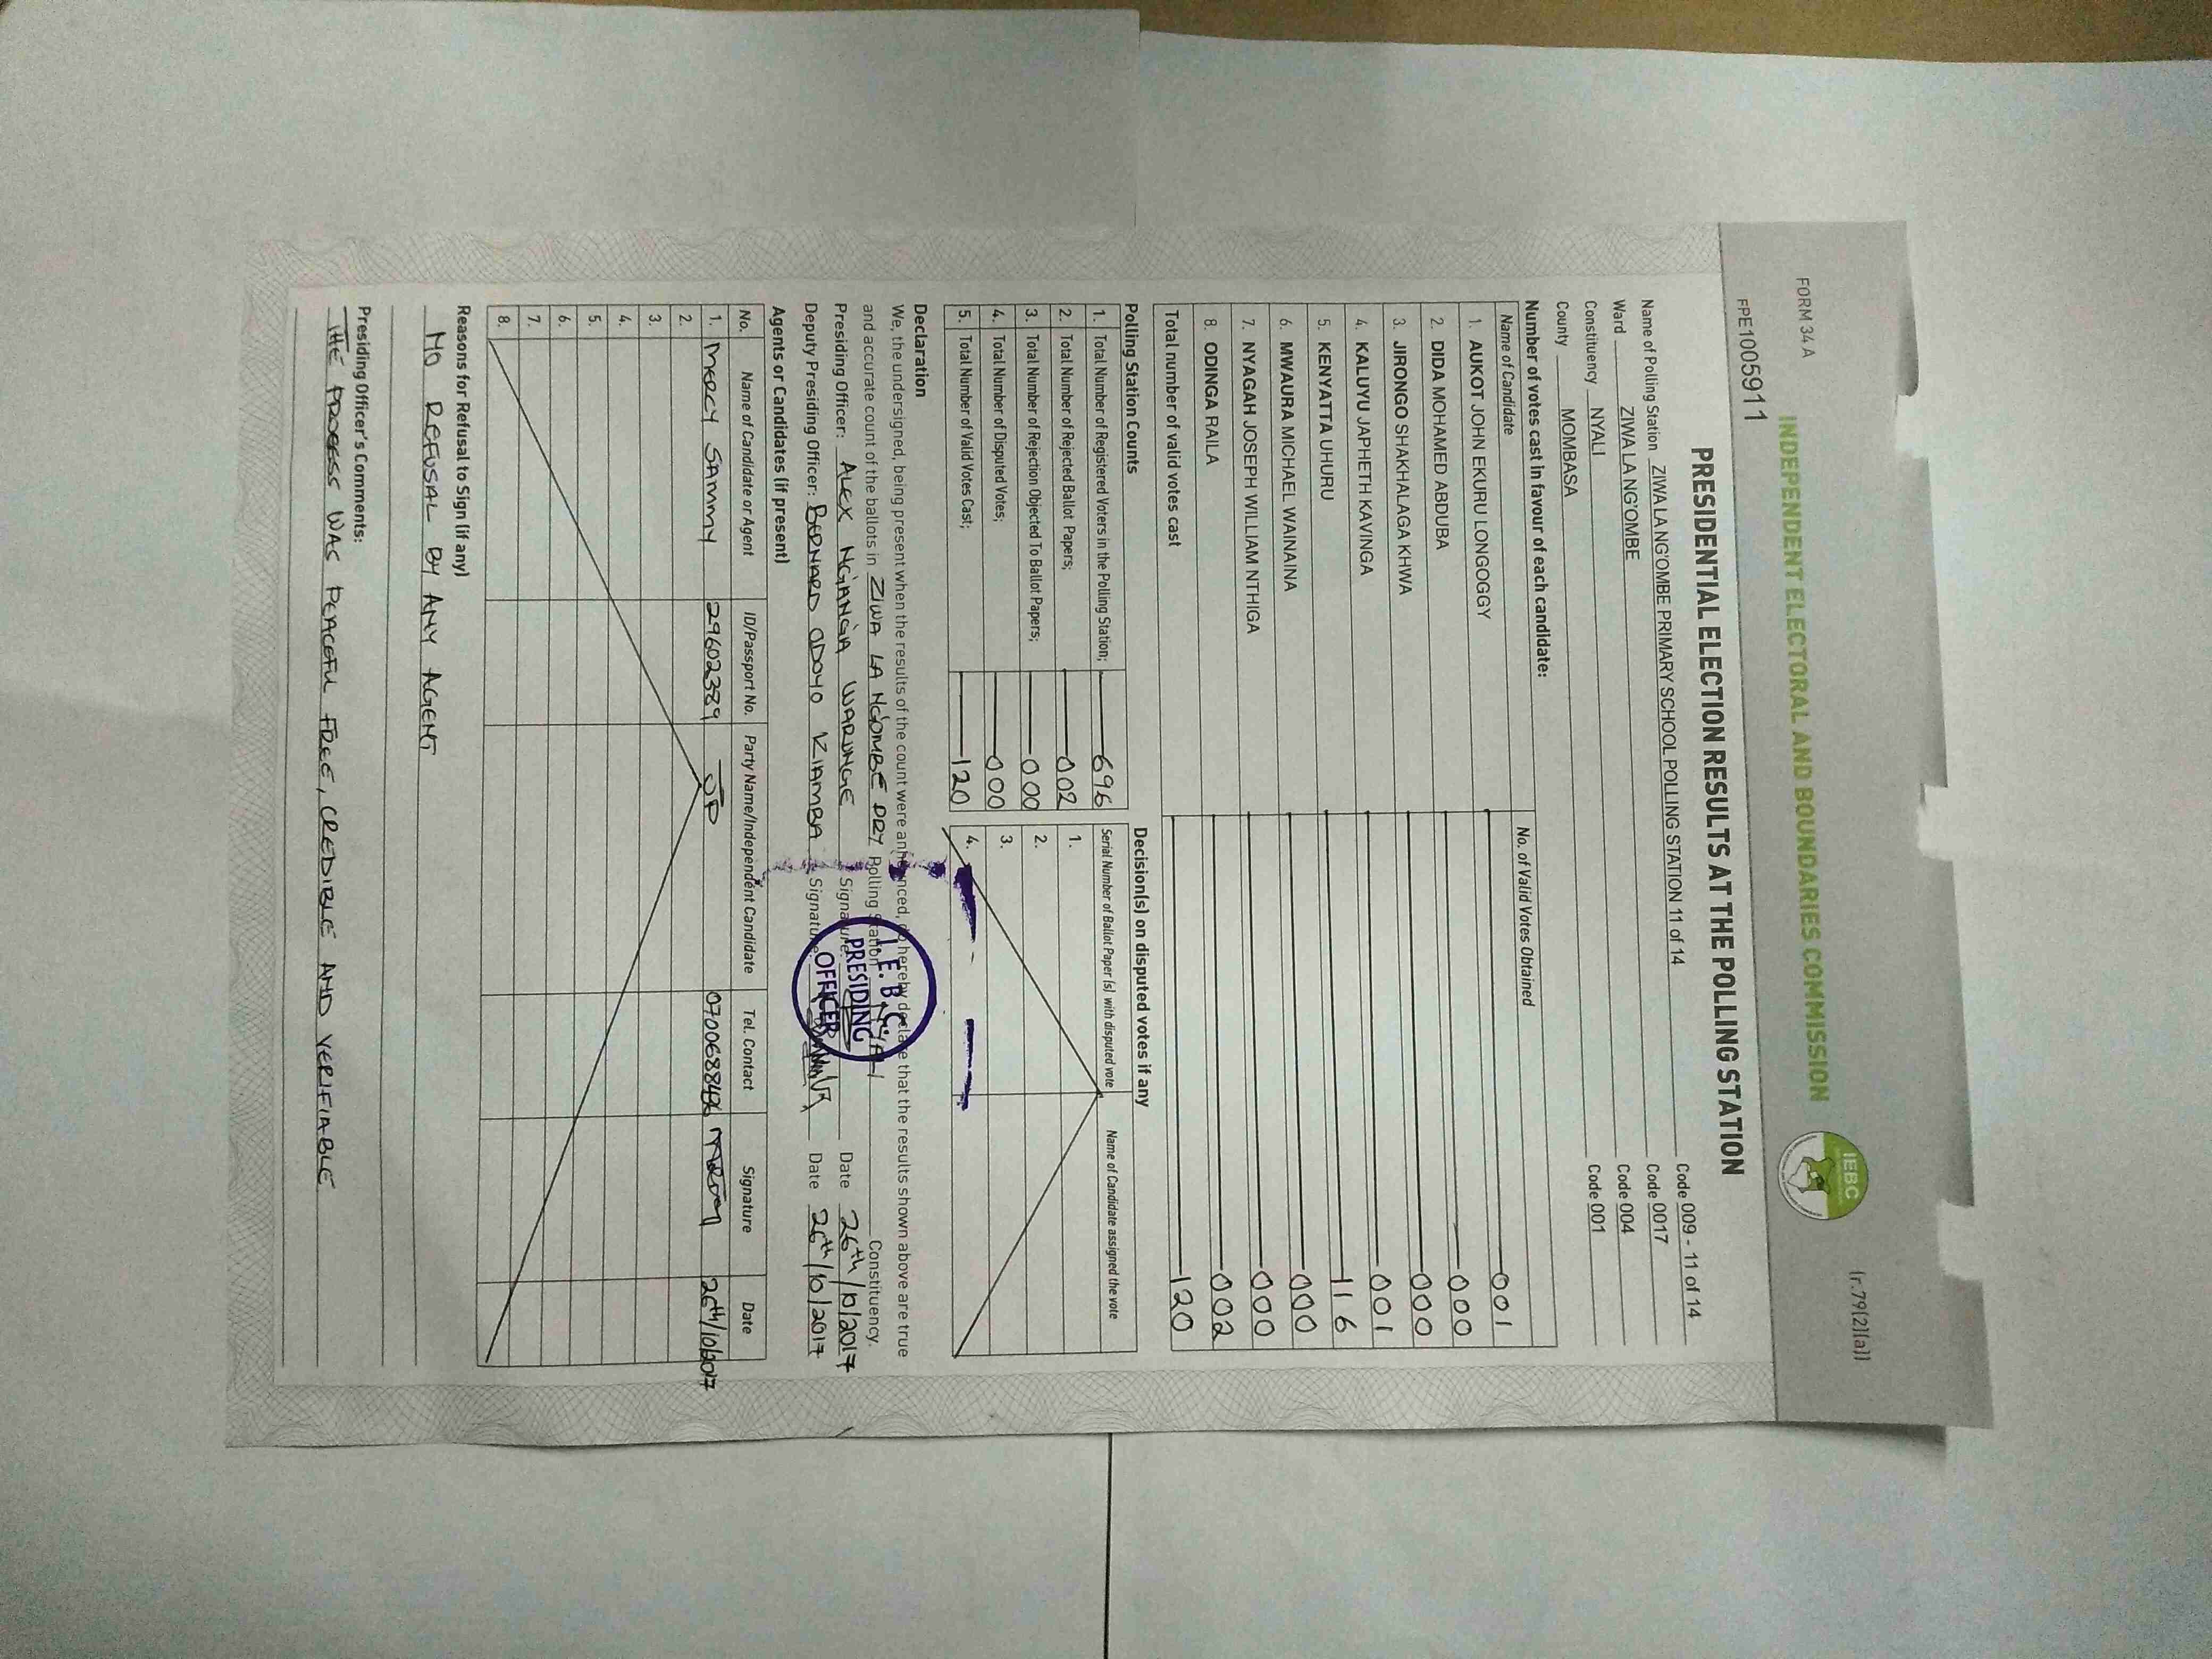 FORM 34 A
(r.79(2)(a))
INDEPENDENT ELECTORAL AND BOUNDARIES COMMISSION
IEBC
FPE1005911
PRESIDENTIAL ELECTION RESULTS AT THE POLLING STATION
Name of Polling Station ZIWA LA NG'OMBE PRIMARY SCHOOL POLLING STATION 11 of 14 Code 009 - 11 of 14
Ward ZIWA LA NG'OMBE Code 0017
Constituency NYALI Code 004
County MOMBASA Code 001
Number of votes cast in favour of each candidate:
Name of Candidate No. of Valid Votes Obtained
1. AUKOT JOHN EKURU LONGOGGY 001
2. DIDA MOHAMED ABDUBA 000
3. JIRONGO SHAKHALAGA KHWA 000
4. KALUYU JAPHETH KAVINGA 001
5. KENYATTA UHURU 116
6. MWAURA MICHAEL WAINAINA 000
7. NYAGAH JOSEPH WILLIAM NTHIGA 000
8. ODINGA RAILA 002
Total number of valid votes cast 120
Polling Station Counts
1. Total Number of Registered Voters in the Polling Station; 696
2. Total Number of Rejected Ballot Papers; 002
3. Total Number of Rejection Objected To Ballot Papers; 000
4. Total Number of Disputed Votes; 000
5. Total Number of Valid Votes Cast; 120
Decision(s) on disputed votes if any
Serial Number of Ballot Paper (s) with disputed vote Name of Candidate assigned the vote
1.
2.
3.
4.
Declaration
We, the undersigned, being present when the results of the count were announced, do hereby declare that the results shown above are true
and accurate count of the ballots in ZIWA LA NG'OMBE PRY Polling Station NYALI Constituency.
Presiding Officer: ALEX NGIANGIA WARUNGE Signature: Date 26th/10/2017
Deputy Presiding Officer: BERNARD ODOYO KIAMBA Signature: Date 26th/10/2017
I. E. B. C.
PRESIDING
OFFICER
Agents or Candidates (if present)
No. Name of Candidate or Agent ID/Passport No. Party Name/Independent Candidate Tel. Contact Signature Date
1. MERCY SAMMY 29602389 JP 26th/10/2017
2.
3.
4.
5.
6.
7.
8.
Reasons for Refusal to Sign (if any)
NO REFUSAL BY ANY AGENT
Presiding Officer's Comments:
THE PROCESS WAS PEACEFUL FREE, CREDIBLE AND VERIFIABLE